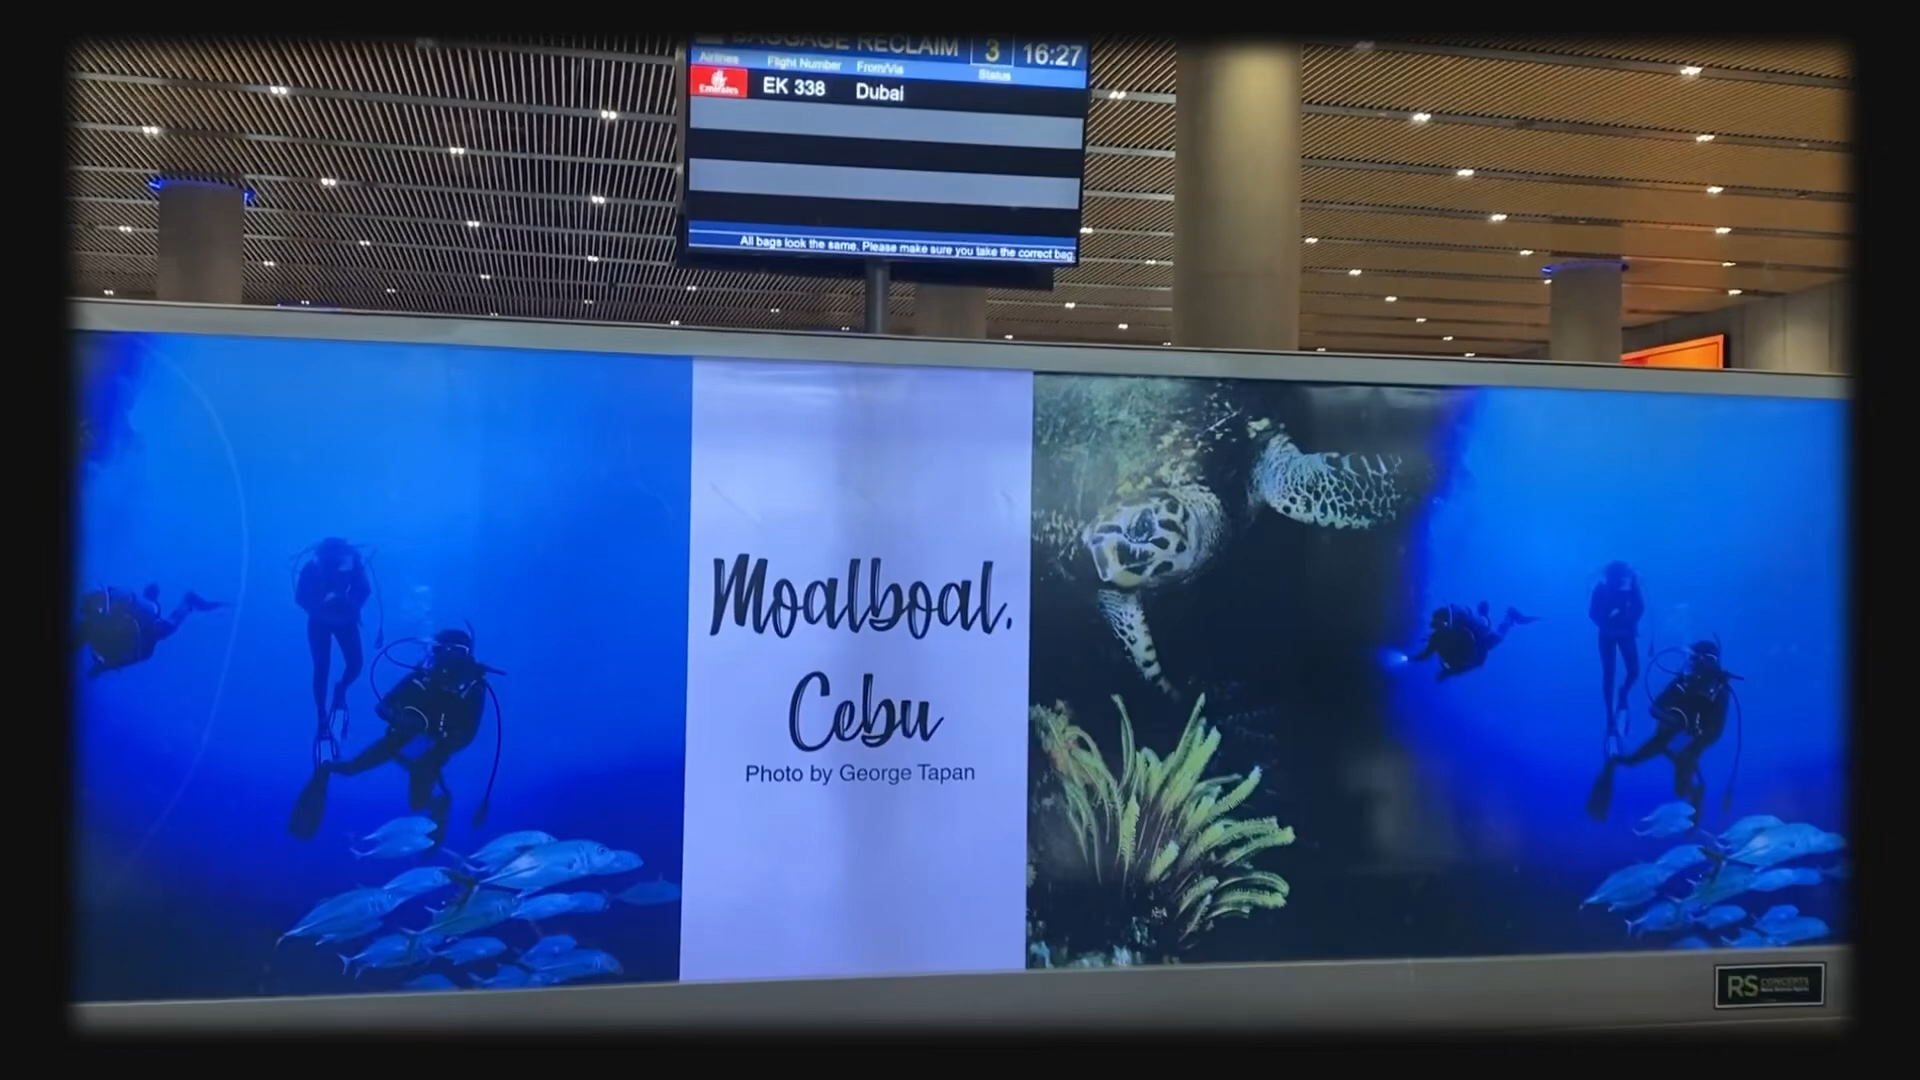 BAGGAGE RECLAIM 3 16:27
Airlines Flight Number From/Via Status
Emirates EK 338 Dubai
All bags look the same. Please make sure you take the correct bag.
Moalboal,
Cebu
Photo by George Tapan
RS CONCEPTS